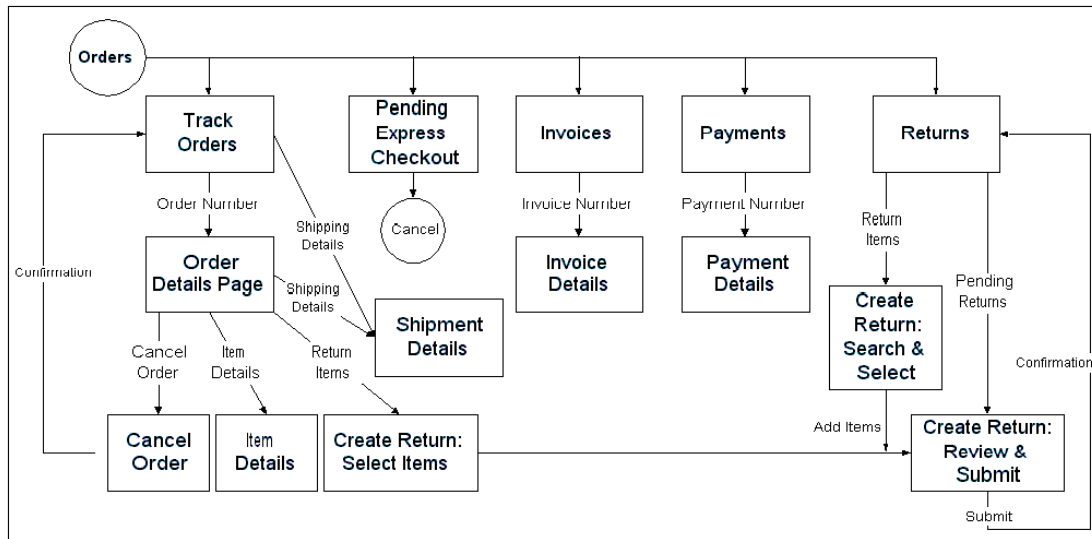 Orders
Track
Orders
Pending
Express
Checkout
Invoices
Payments
Returns
Order Number
Shipping
Details
Cancel
Invoice Number
Payment Number
Return
Items
Confirmation
Order
Details Page
Shipping
Details
Invoice
Details
Payment
Details
Pending
Returns
Shipment
Details
Create
Return:
Search &
Select
Cancel
Order
Item
Details
Return
Items
Confirmation
Add Items
Cancel
Order
Item
Details
Create Return:
Select Items
Create Return:
Review &
Submit
Submit